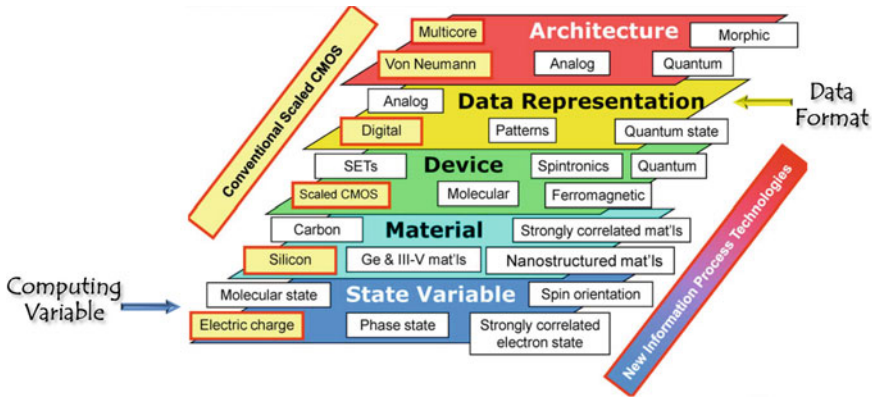 Conventional Scaled CMOS
Multicore
Architecture
Morphic
Von Neumann
Analog
Quantum
Analog
Data Representation
Data
Format
Digital
Patterns
Quantum state
SETs
Device
Spintronics
Quantum
Scaled CMOS
Molecular
Ferromagnetic
Carbon
Material
Strongly correlated mat'ls
Silicon
Ge & III-V mat'ls
Nanostructured mat'ls
Computing
Variable
Molecular state
State Variable
Spin orientation
Electric charge
Phase state
Strongly correlated
electron state
New Information Process Technologies